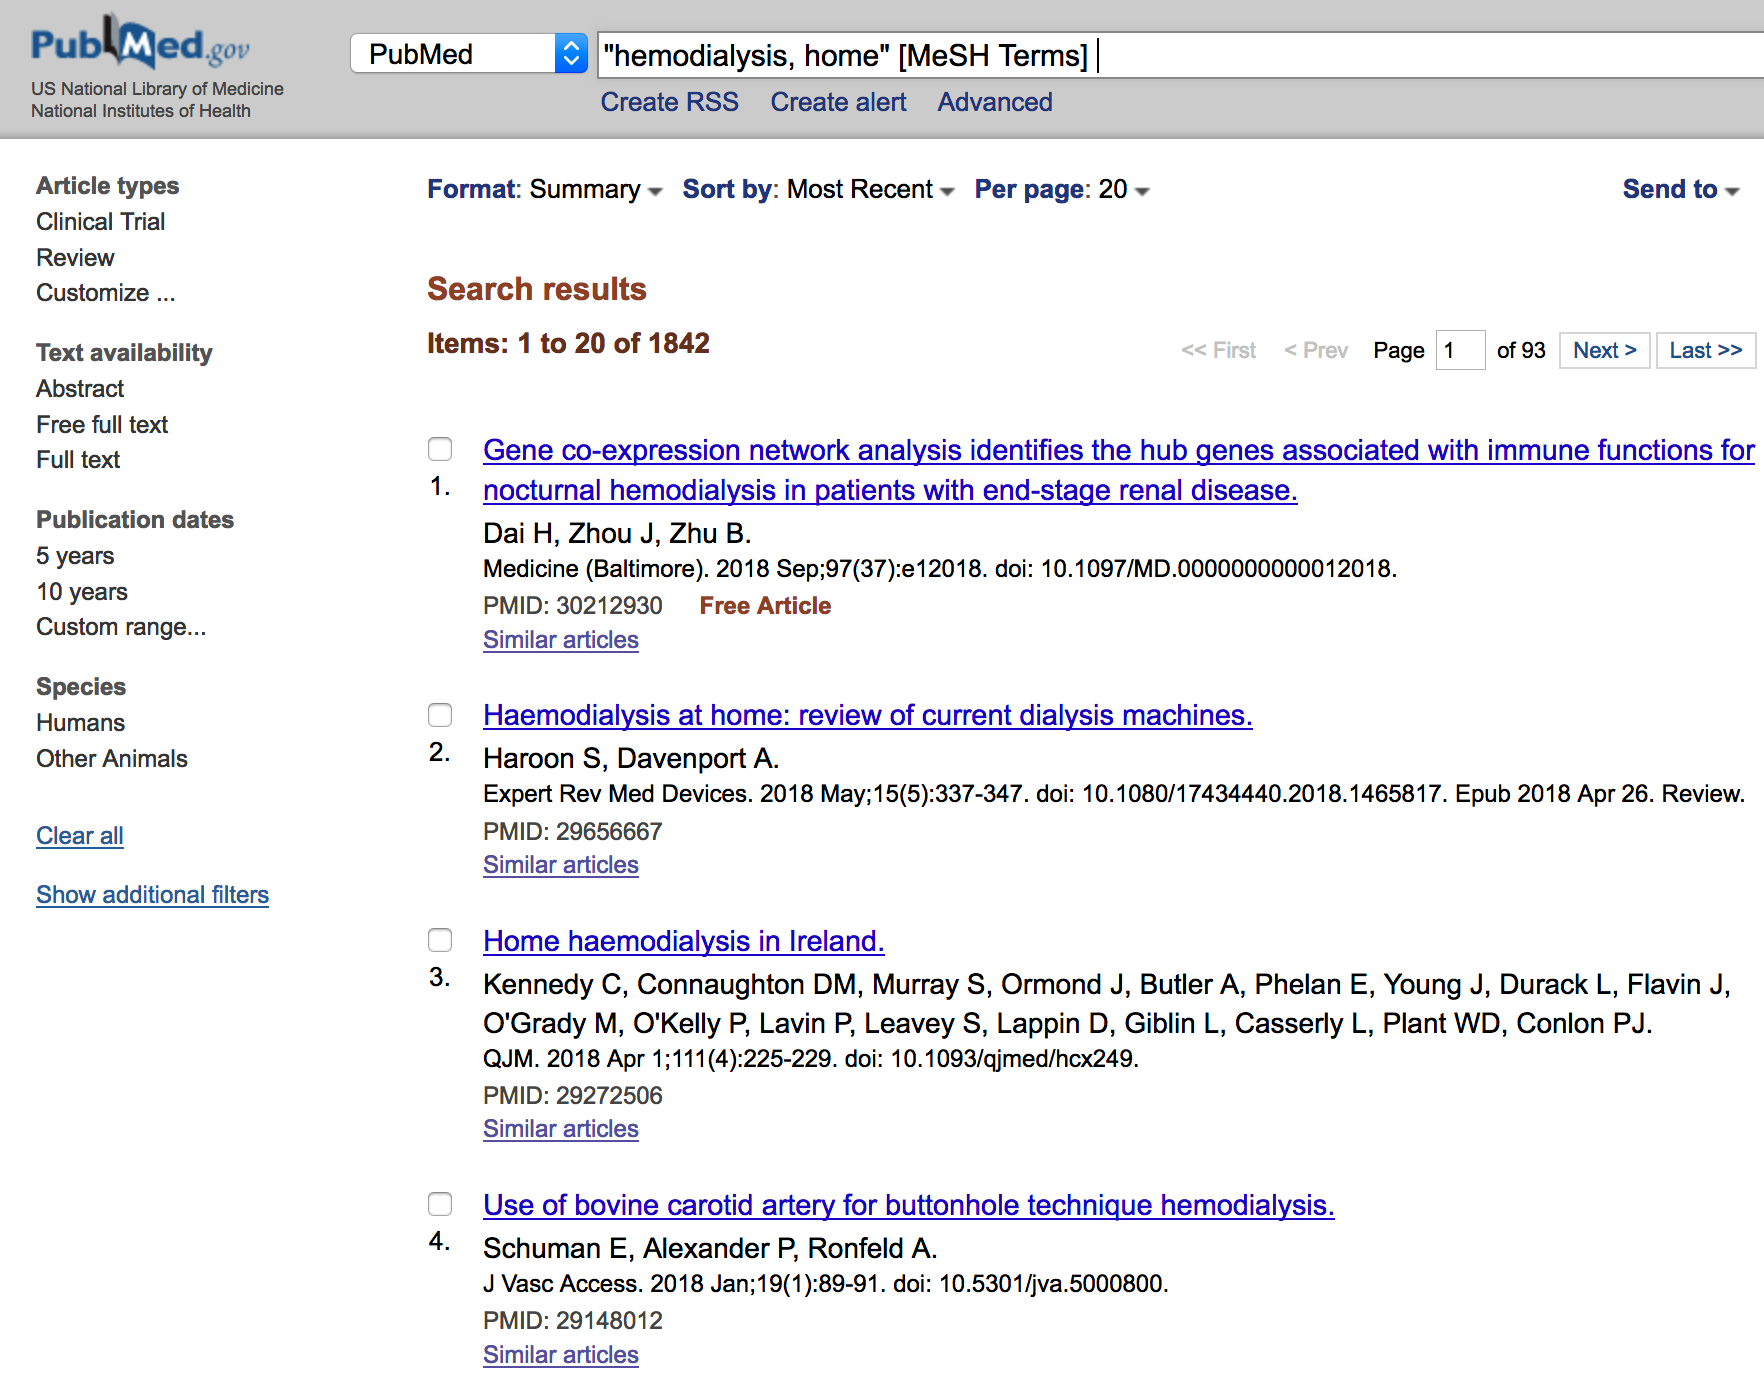 PubMed.gov
US National Library of Medicine
National Institutes of Health
PubMed
"hemodialysis, home" [MeSH Terms]
Create RSS Create alert Advanced
Article types
Clinical Trial
Review
Customize ...
Text availability
Abstract
Free full text
Full text
Publication dates
5 years
10 years
Custom range...
Species
Humans
Other Animals
Clear all
Show additional filters
Format: Summary Sort by: Most Recent Per page: 20 Send to
Search results
Items: 1 to 20 of 1842
<< First < Prev Page 1 of 93 Next > Last >>
Gene co-expression network analysis identifies the hub genes associated with immune functions for
1. nocturnal hemodialysis in patients with end-stage renal disease.
Dai H, Zhou J, Zhu B.
Medicine (Baltimore). 2018 Sep;97(37):e12018. doi: 10.1097/MD.0000000000012018.
PMID: 30212930 Free Article
Similar articles
Haemodialysis at home: review of current dialysis machines.
2. Haroon S, Davenport A.
Expert Rev Med Devices. 2018 May;15(5):337-347. doi: 10.1080/17434440.2018.1465817. Epub 2018 Apr 26. Review.
PMID: 29656667
Similar articles
Home haemodialysis in Ireland.
3. Kennedy C, Connaughton DM, Murray S, Ormond J, Butler A, Phelan E, Young J, Durack L, Flavin J,
O'Grady M, O'Kelly P, Lavin P, Leavey S, Lappin D, Giblin L, Casserly L, Plant WD, Conlon PJ.
QJM. 2018 Apr 1;111(4):225-229. doi: 10.1093/qjmed/hcx249.
PMID: 29272506
Similar articles
Use of bovine carotid artery for buttonhole technique hemodialysis.
4. Schuman E, Alexander P, Ronfeld A.
J Vasc Access. 2018 Jan;19(1):89-91. doi: 10.5301/jva.5000800.
PMID: 29148012
Similar articles